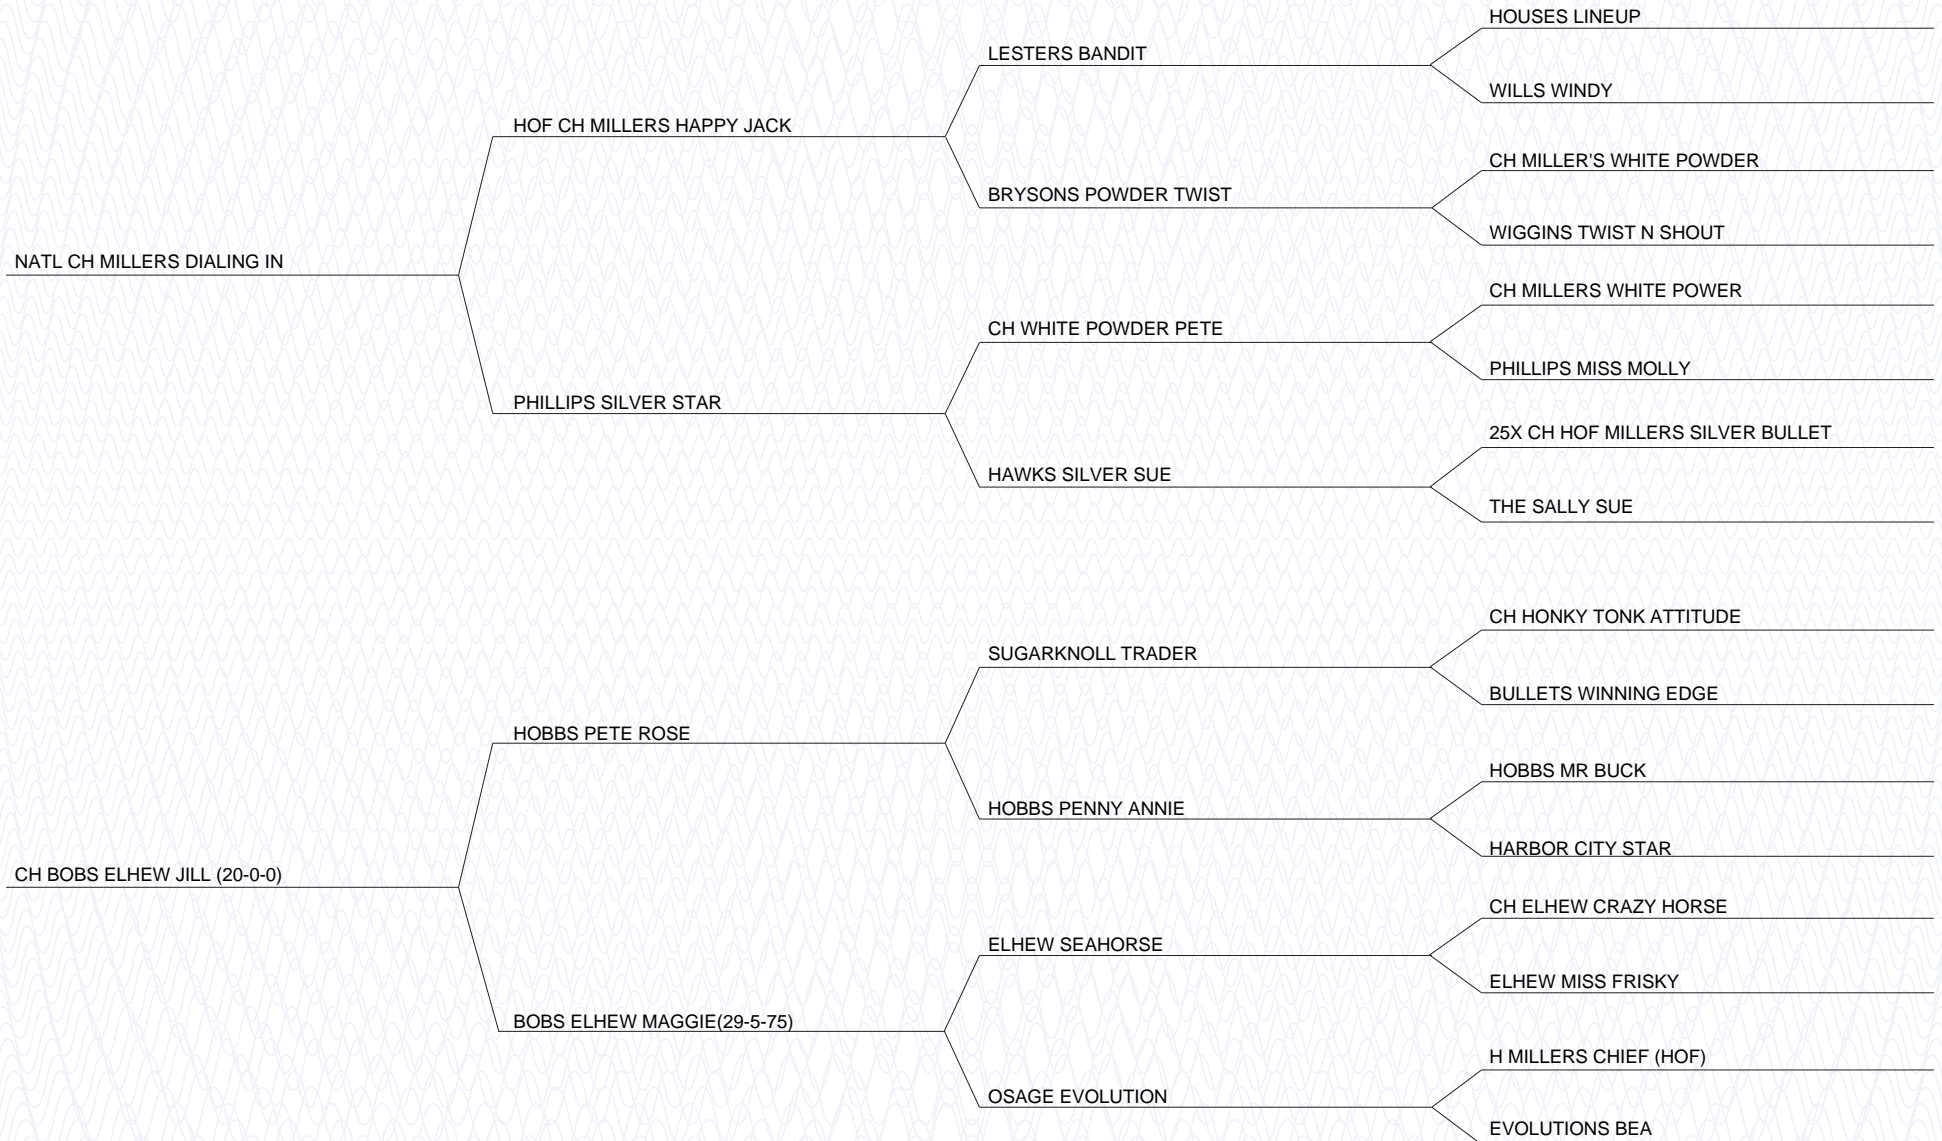 HOUSES LINEUP
LESTERS BANDIT
WILLS WINDY
HOF CH MILLERS HAPPY JACK
CH MILLER'S WHITE POWDER
BRYSONS POWDER TWIST
WIGGINS TWIST N SHOUT
NATL CH MILLERS DIALING IN
CH MILLERS WHITE POWER
CH WHITE POWDER PETE
PHILLIPS MISS MOLLY
PHILLIPS SILVER STAR
25X CH HOF MILLERS SILVER BULLET
HAWKS SILVER SUE
THE SALLY SUE
CH HONKY TONK ATTITUDE
SUGARKNOLL TRADER
BULLETS WINNING EDGE
HOBBS PETE ROSE
HOBBS MR BUCK
HOBBS PENNY ANNIE
HARBOR CITY STAR
CH BOBS ELHEW JILL (20-0-0)
CH ELHEW CRAZY HORSE
ELHEW SEAHORSE
ELHEW MISS FRISKY
BOBS ELHEW MAGGIE(29-5-75)
H MILLERS CHIEF (HOF)
OSAGE EVOLUTION
EVOLUTIONS BEA